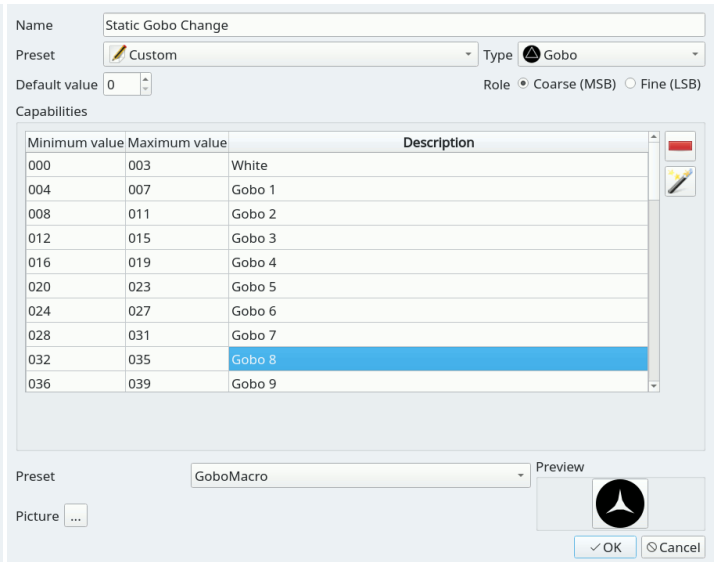 Name Static Gobo Change
Preset Custom Type Gobo
Default value 0 Role Coarse (MSB) Fine (LSB)
Capabilities
Minimum value Maximum value Description
000 003 White
004 007 Gobo 1
008 011 Gobo 2
012 015 Gobo 3
016 019 Gobo 4
020 023 Gobo 5
024 027 Gobo 6
028 031 Gobo 7
032 035 Gobo 8
036 039 Gobo 9
Preset GoboMacro Preview
Picture ...
OK Cancel